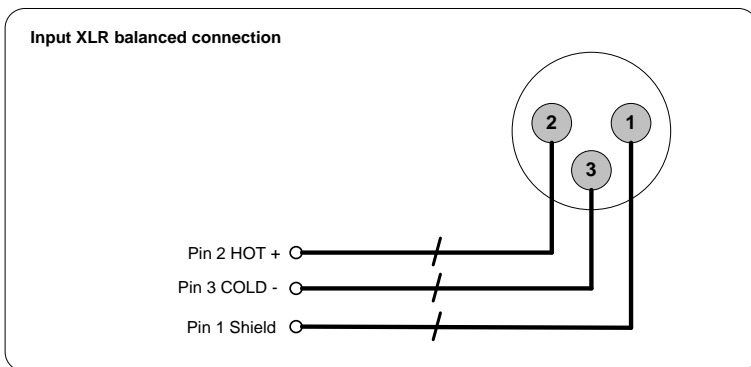 Input XLR balanced connection
2 1
3
Pin 2 HOT +
Pin 3 COLD -
Pin 1 Shield